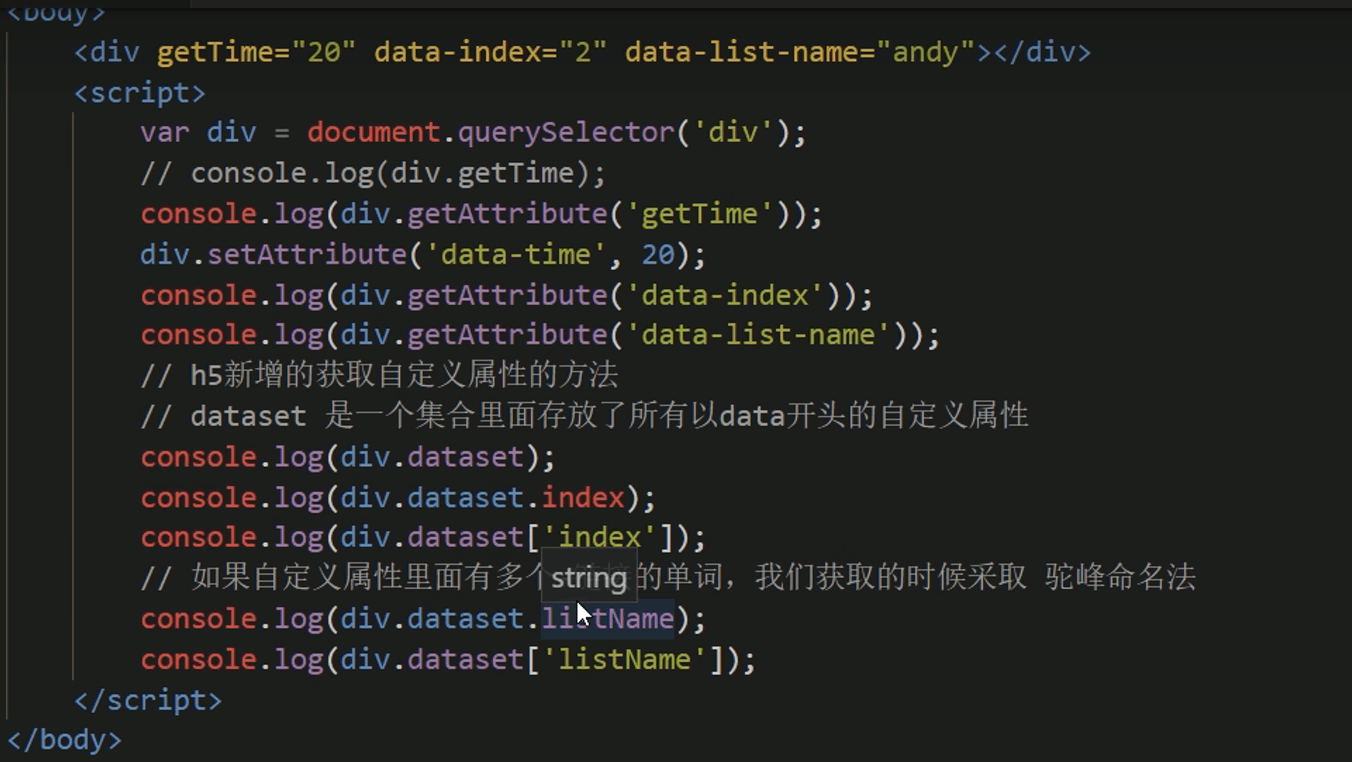 <body>
<div getTime="20" data-index="2" data-list-name="andy"></div>
<script>
var div = document.querySelector('div');
// console.log(div.getTime);
console.log(div.getAttribute('getTime'));
div.setAttribute('data-time', 20);
console.log(div.getAttribute('data-index'));
console.log(div.getAttribute('data-list-name'));
// h5新增的获取自定义属性的方法
// dataset 是一个集合里面存放了所有以data开头的自定义属性
console.log(div.dataset);
console.log(div.dataset.index);
console.log(div.dataset['index']);
// 如果自定义属性里面有多个 string 的单词，我们获取的时候采取 驼峰命名法
console.log(div.dataset.listName);
console.log(div.dataset['listName']);
</script>
</body>